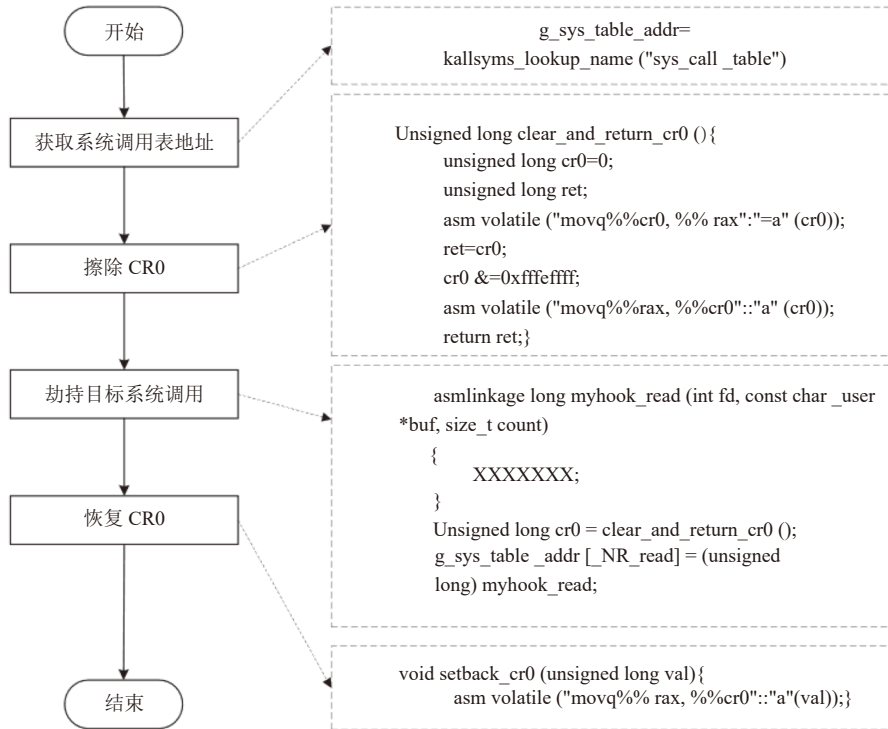 开始
获取系统调用表地址
擦除 CR0
劫持目标系统调用
恢复 CR0
结束
g_sys_table_addr=
kallsyms_lookup_name ("sys_call _table")
Unsigned long clear_and_return_cr0 (){
unsigned long cr0=0;
unsigned long ret;
asm volatile ("movq%%cr0, %% rax":"=a" (cr0));
ret=cr0;
cr0 &=0xfffeffff;
asm volatile ("movq%%rax, %%cr0"::"a" (cr0));
return ret;}
asmlinkage long myhook_read (int fd, const char _user
*buf, size_t count)
{
XXXXXXX;
}
Unsigned long cr0 = clear_and_return_cr0 ();
g_sys_table _addr [_NR_read] = (unsigned
long) myhook_read;
void setback_cr0 (unsigned long val){
asm volatile ("movq%% rax, %%cr0"::"a"(val));}